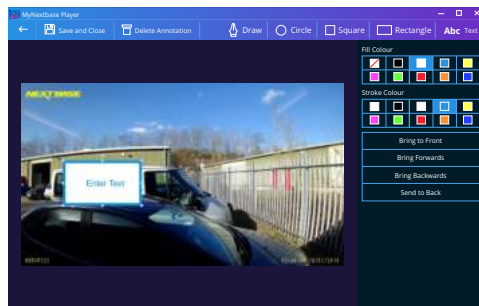 MyNextbase Player
Save and Close
Delete Annotation
Draw
Circle
Square
Rectangle
Abc Text
Fill Colour
NEXTBASE
Stroke Colour
Enter Text
Bring to Front
Bring Forwards
Bring Backwards
Send to Back